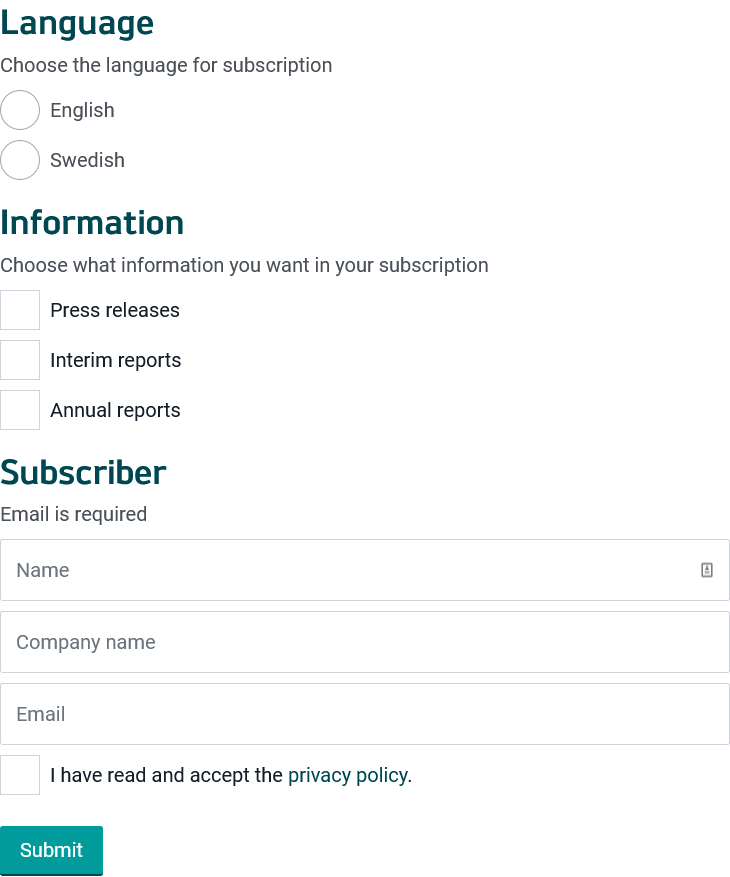 Language
Choose the language for subscription
English
Swedish
Information
Choose what information you want in your subscription
Press releases
Interim reports
Annual reports
Subscriber
Email is required
Name
Company name
Email
I have read and accept the privacy policy.
Submit